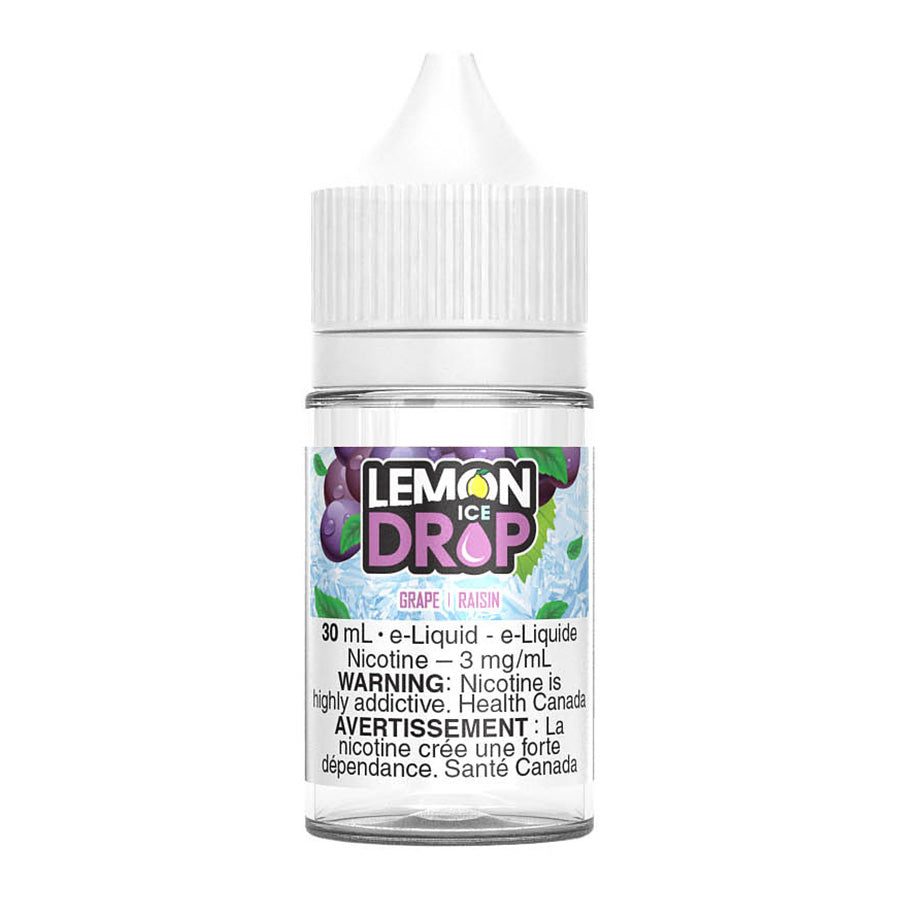 LEMON
ICE
DROP
GRAPE | RAISIN
30 mL • e-Liquid - e-Liquide
Nicotine — 3 mg/mL
WARNING: Nicotine is
highly addictive. Health Canada
AVERTISSEMENT : La
nicotine crée une forte
dépendance. Santé Canada